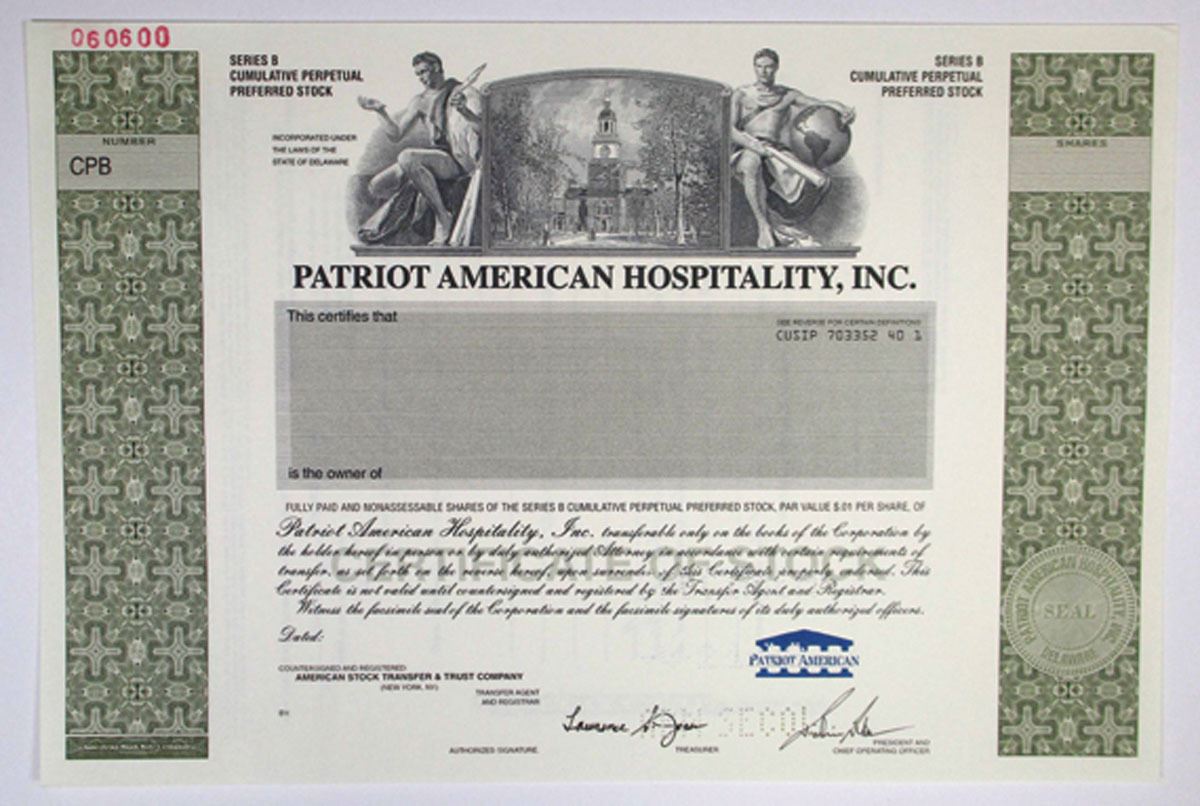 060600
SERIES B
CUMULATIVE PERPETUAL
PREFERRED STOCK
SERIES B
CUMULATIVE PERPETUAL
PREFERRED STOCK
INCORPORATED UNDER
THE LAWS OF THE
STATE OF DELAWARE
NUMBER
CPB
SHARES
PATRIOT AMERICAN HOSPITALITY, INC.
This certifies that
SEE REVERSE FOR CERTAIN DEFINITIONS
CUSIP 703352 40 1
is the owner of
FULLY PAID AND NONASSESSABLE SHARES OF THE SERIES B CUMULATIVE PERPETUAL PREFERRED STOCK, PAR VALUE $.01 PER SHARE, OF
Patriot American Hospitality, Inc. transferable only on the books of the Corporation by
the holder hereof in person or by duly authorized Attorney in accordance with certain requirements of
transfer, as set forth on the reverse hereof, upon surrender of this Certificate properly endorsed. This
Certificate is not valid until countersigned and registered by the Transfer Agent and Registrar.
Witness the facsimile seal of the Corporation and the facsimile signatures of its duly authorized officers.
CERTIFICATE OF STOCK
Dated:
PATRIOT AMERICAN
PATRIOT AMERICAN HOSPITALITY, INC.
SEAL
DELAWARE
COUNTERSIGNED AND REGISTERED:
AMERICAN STOCK TRANSFER & TRUST COMPANY
(NEW YORK, NY)
TRANSFER AGENT
AND REGISTRAR
BY
AUTHORIZED SIGNATURE
TREASURER
PRESIDENT AND
CHIEF OPERATING OFFICER